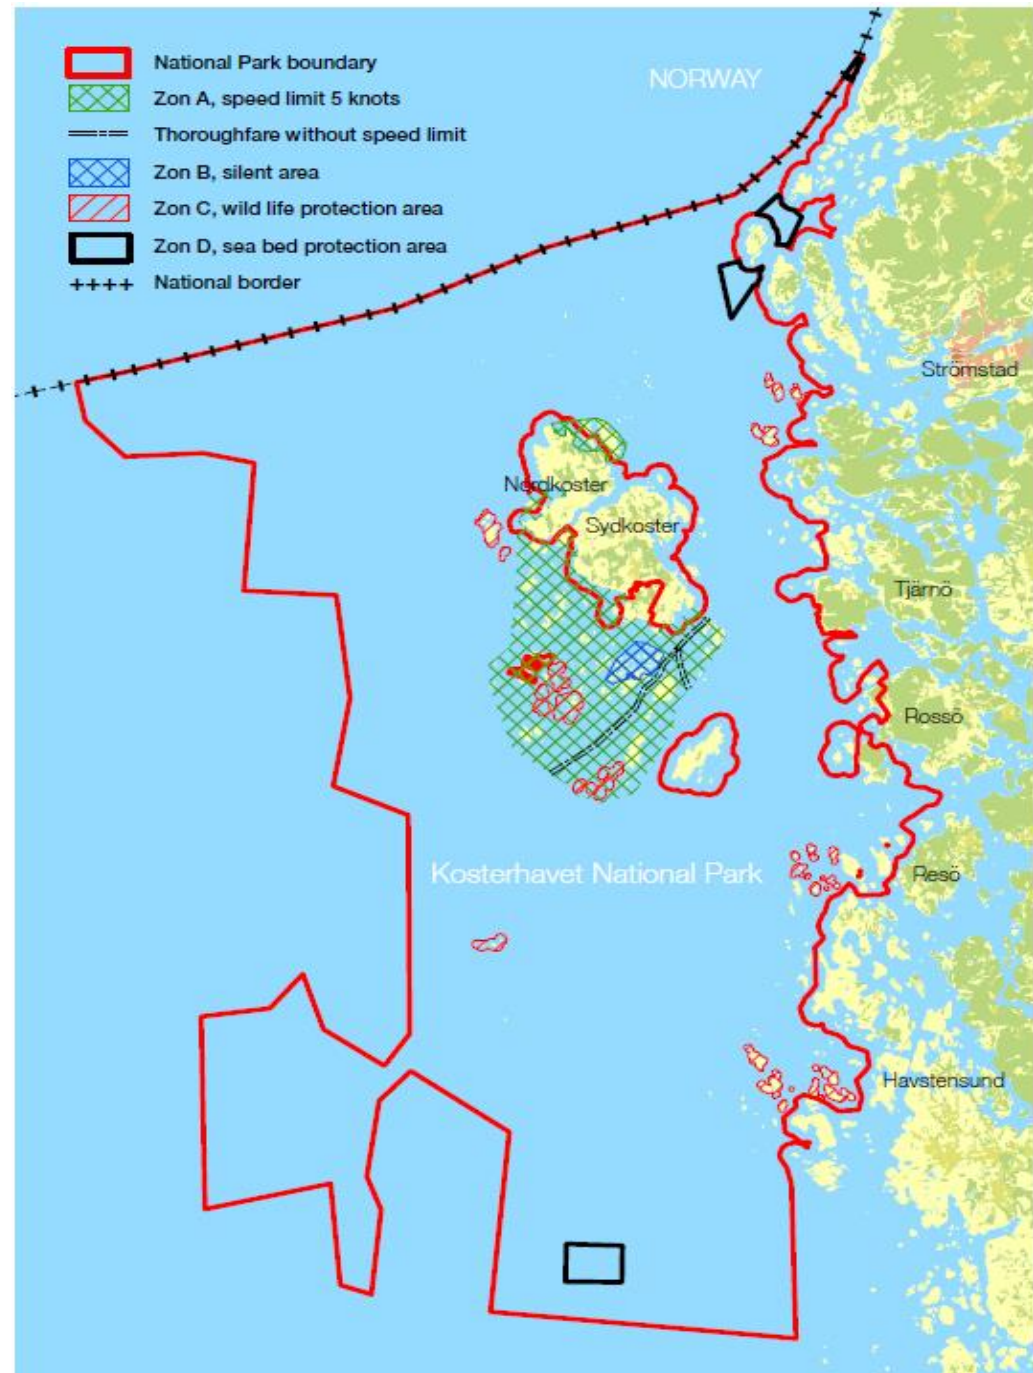 National Park boundary
Zon A, speed limit 5 knots
Thoroughfare without speed limit
Zon B, silent area
Zon C, wild life protection area
Zon D, sea bed protection area
++++ National border
NORWAY
Strömstad
Nordkoster
Sydkoster
Tjärnö
Rossö
Kosterhavet National Park
Resö
Havstensund